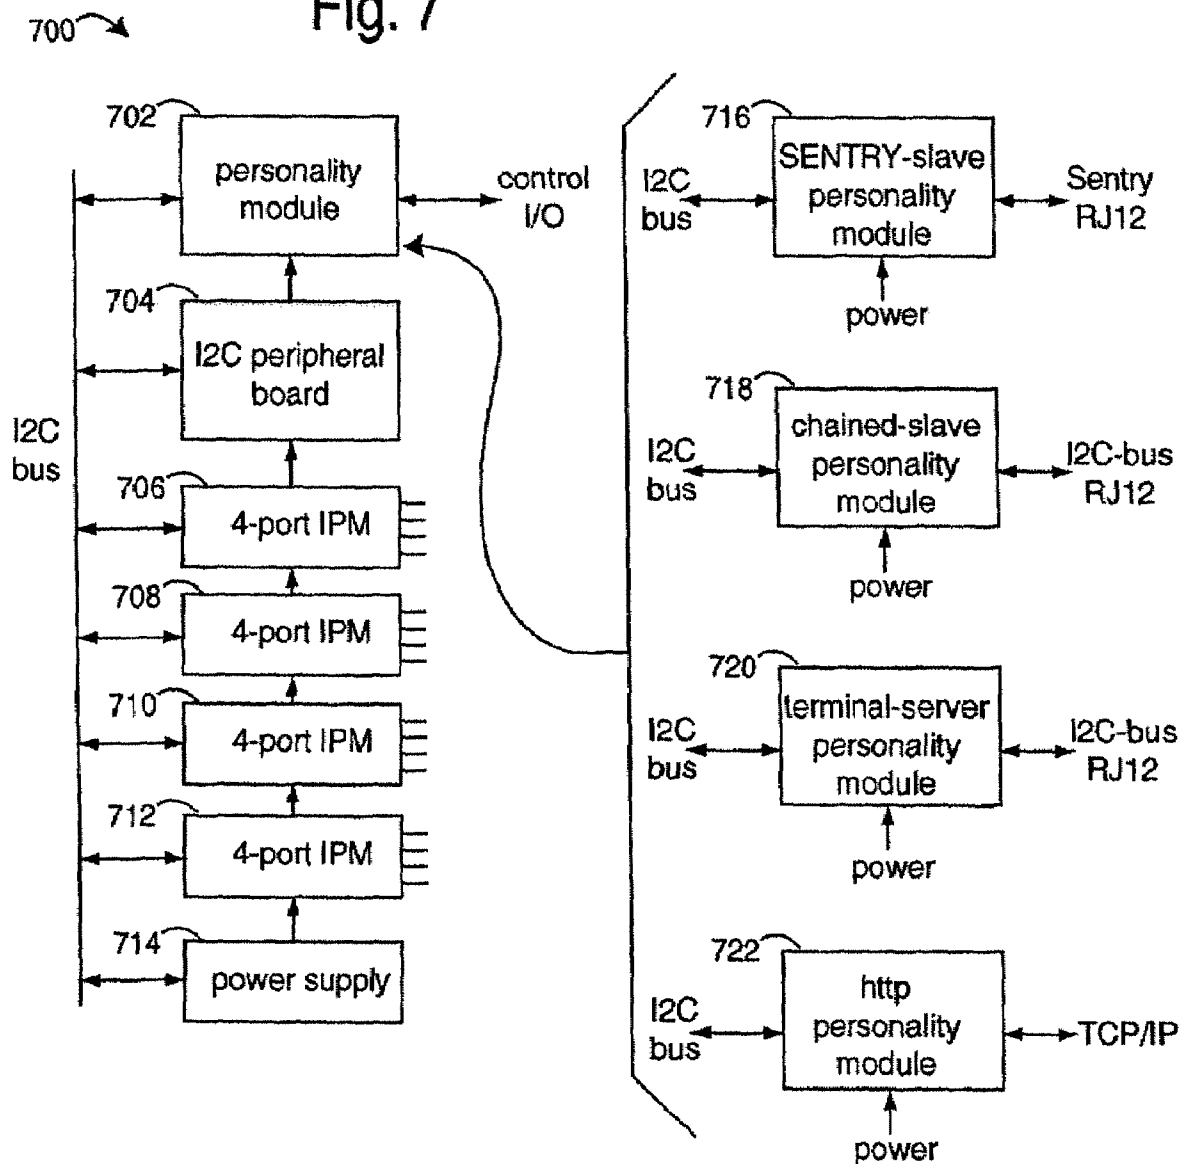 Fig. 7
700
702
personality
module
control
I/O
704
I2C peripheral
board
I2C
bus
706
4-port IPM
708
4-port IPM
710
4-port IPM
712
4-port IPM
714
power supply
716
I2C
bus
SENTRY-slave
personality
module
Sentry
RJ12
power
718
I2C
bus
chained-slave
personality
module
I2C-bus
RJ12
power
720
I2C
bus
terminal-server
personality
module
I2C-bus
RJ12
power
722
I2C
bus
http
personality
module
TCP/IP
power